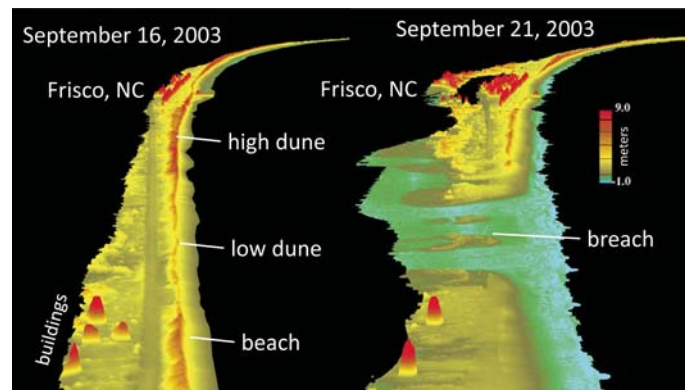 September 16, 2003
Frisco, NC
high dune
low dune
buildings
beach
September 21, 2003
Frisco, NC
9.0
meters
1.0
breach